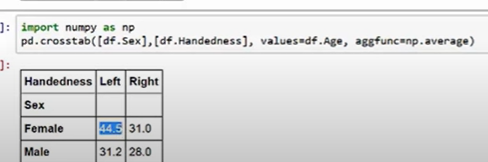 ]: import numpy as np
pd.crosstab([df.Sex],[df.Handedness], values=df.Age, aggfunc=np.average)
]:
Handedness Left Right
Sex
Female 44.5 31.0
Male 31.2 28.0